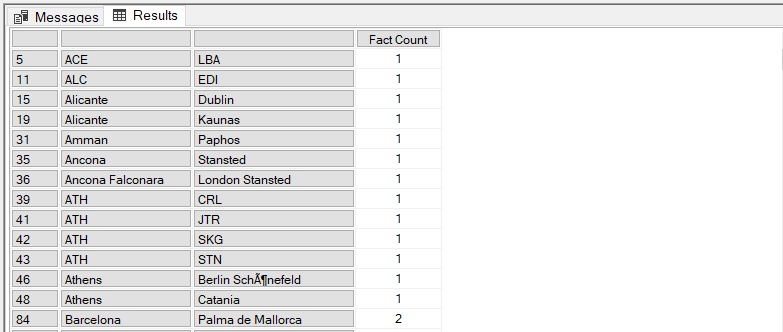 Messages Results
Fact Count
5 ACE LBA 1
11 ALC EDI 1
15 Alicante Dublin 1
19 Alicante Kaunas 1
31 Amman Paphos 1
35 Ancona Stansted 1
36 Ancona Falconara London Stansted 1
39 ATH CRL 1
41 ATH JTR 1
42 ATH SKG 1
43 ATH STN 1
46 Athens Berlin SchÃ¶nefeld 1
48 Athens Catania 1
84 Barcelona Palma de Mallorca 2